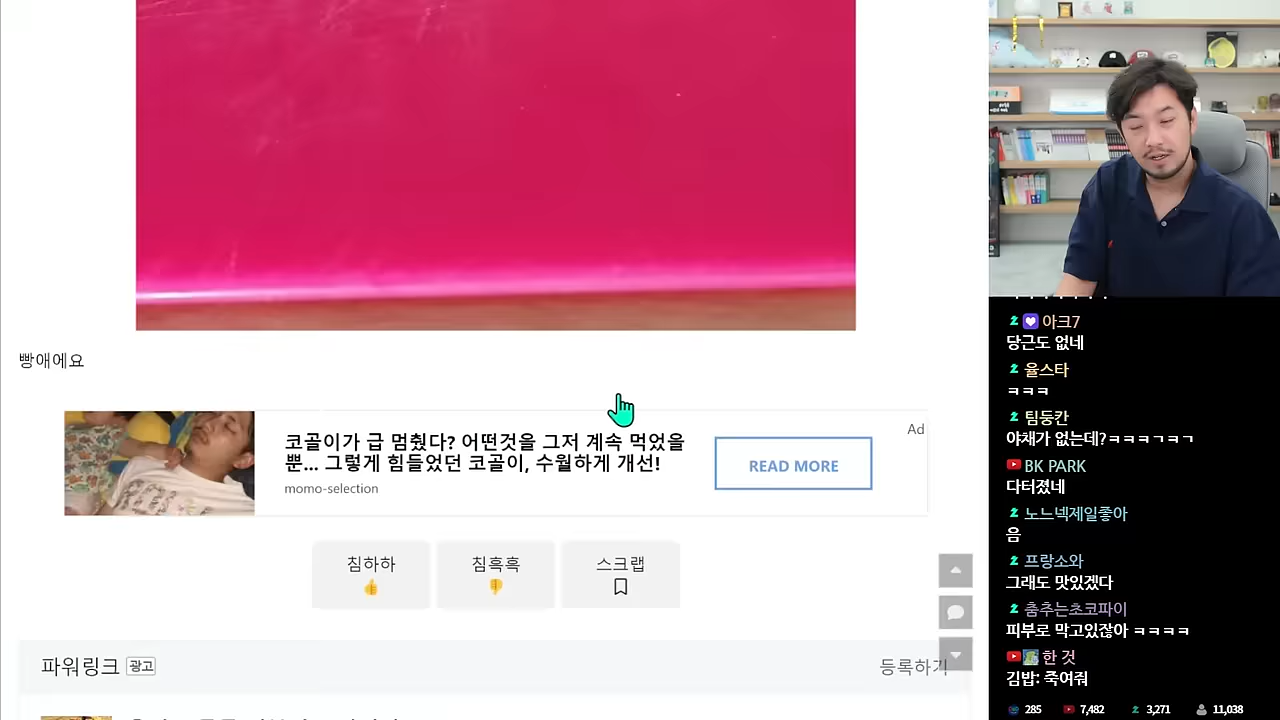 빵애에요
코골이가 급 멈췄다? 어떤것을 그저 계속 먹었을
뿐... 그렇게 힘들었던 코골이, 수월하게 개선!
momo-selection
READ MORE
Ad
침하하
침흑흑
스크랩
파워링크 광고
등록하기
아크7
당근도 없네
율스타
ㅋㅋㅋ
팀둥칸
야채가 없는데?ㅋㅋㅋㄱㅋㄱ
BK PARK
다터졌네
노느넥제일좋아
음
프랑소와
그래도 맛있겠다
춤추는초코파이
피부로 막고있잖아 ㅋㅋㅋㅋ
한 것
김밥: 죽여줘
285
7,482
3,271
11,038